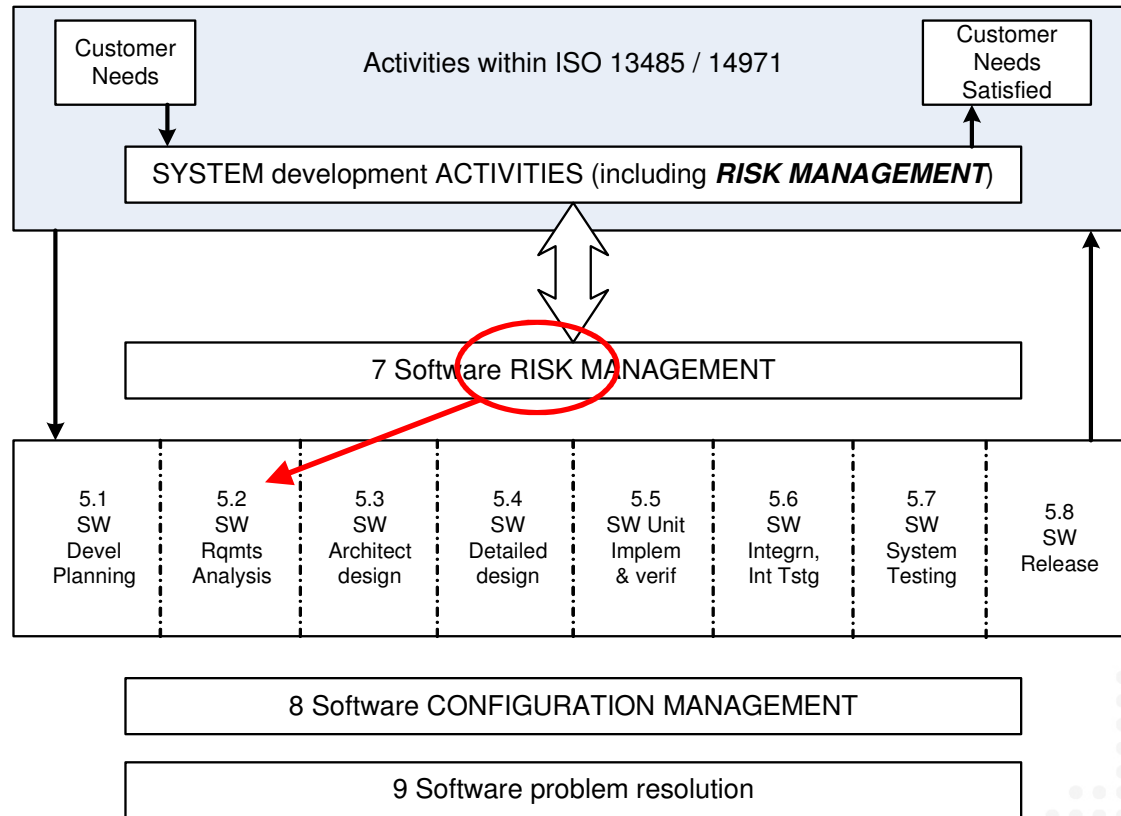 Customer
Needs
Activities within ISO 13485 / 14971
Customer
Needs
Satisfied
SYSTEM development ACTIVITIES (including RISK MANAGEMENT)
7 Software RISK MANAGEMENT
5.1
SW
Devel
Planning
5.2
SW
Rqmts
Analysis
5.3
SW
Architect
design
5.4
SW
Detailed
design
5.5
SW Unit
Implem
& verif
5.6
SW
Integrn,
Int Tstg
5.7
SW
System
Testing
5.8
SW
Release
8 Software CONFIGURATION MANAGEMENT
9 Software problem resolution